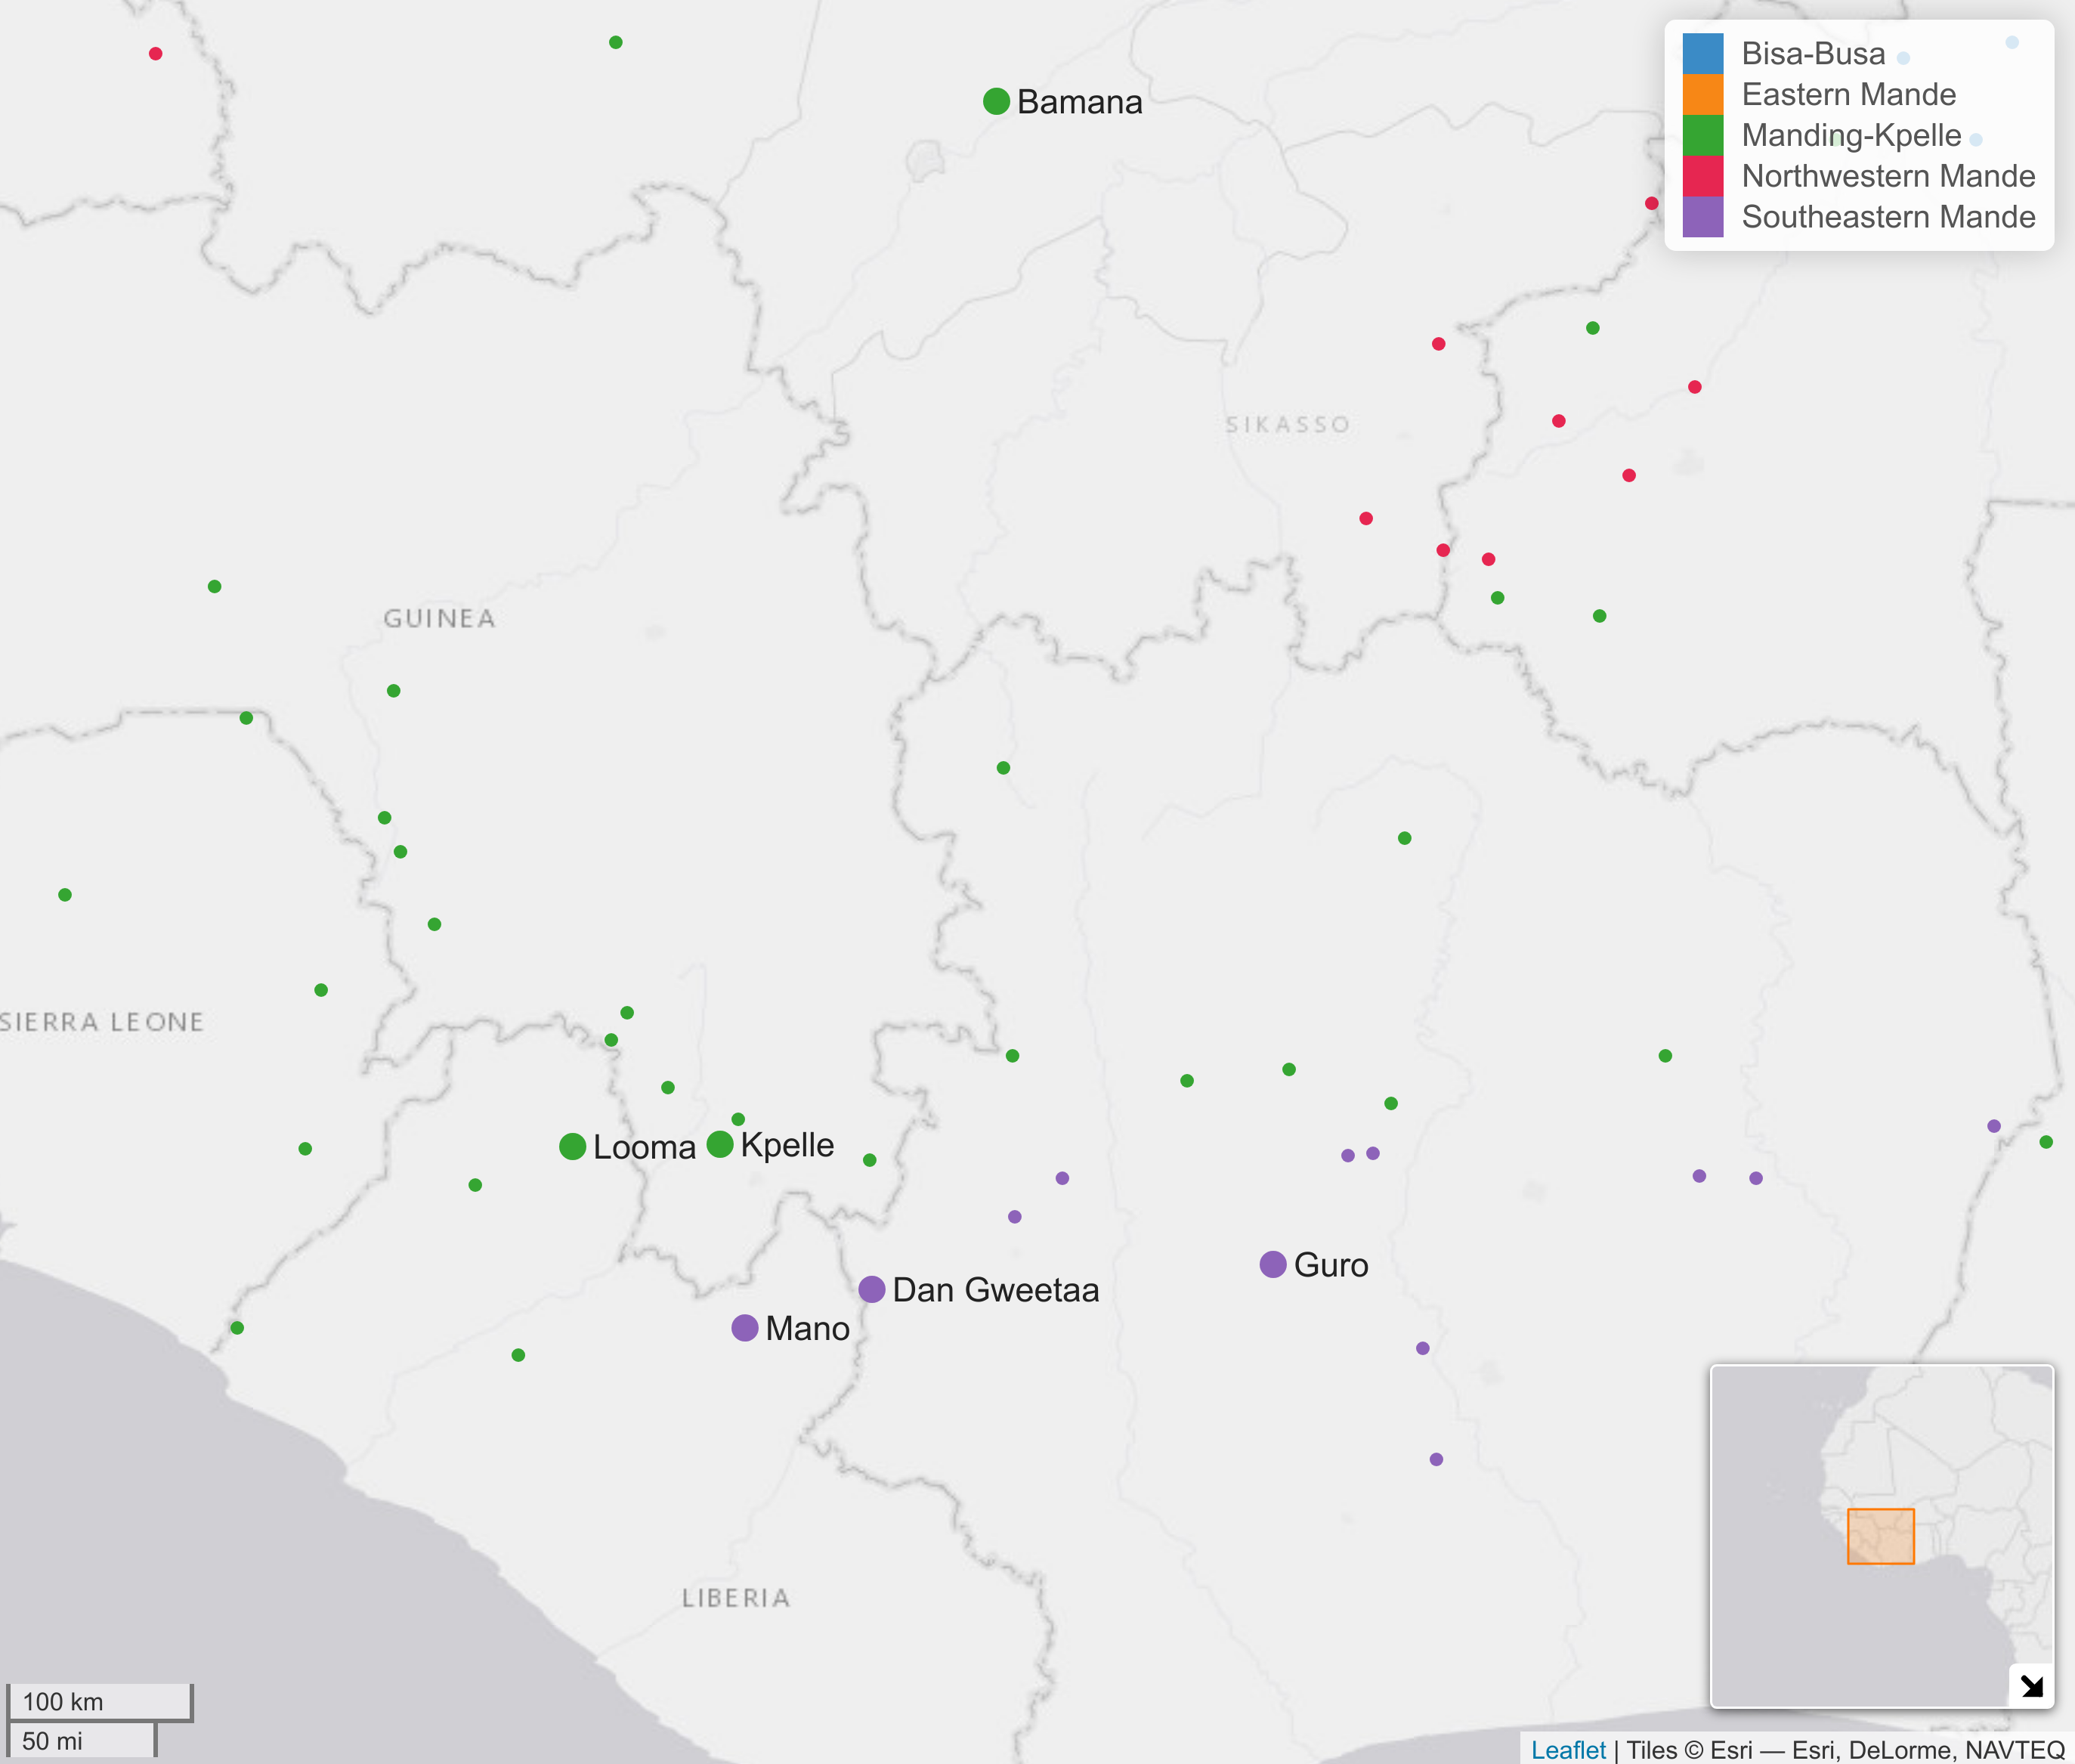 Bamana
Bisa-Busa
Eastern Mande
Manding-Kpelle
Northwestern Mande
Southeastern Mande
SIKASSO
GUINEA
SIERRA LEONE
Looma
Kpelle
Guro
Dan Gweetaa
Mano
LIBERIA
100 km
50 mi
Leaflet | Tiles © Esri — Esri, DeLorme, NAVTEQ